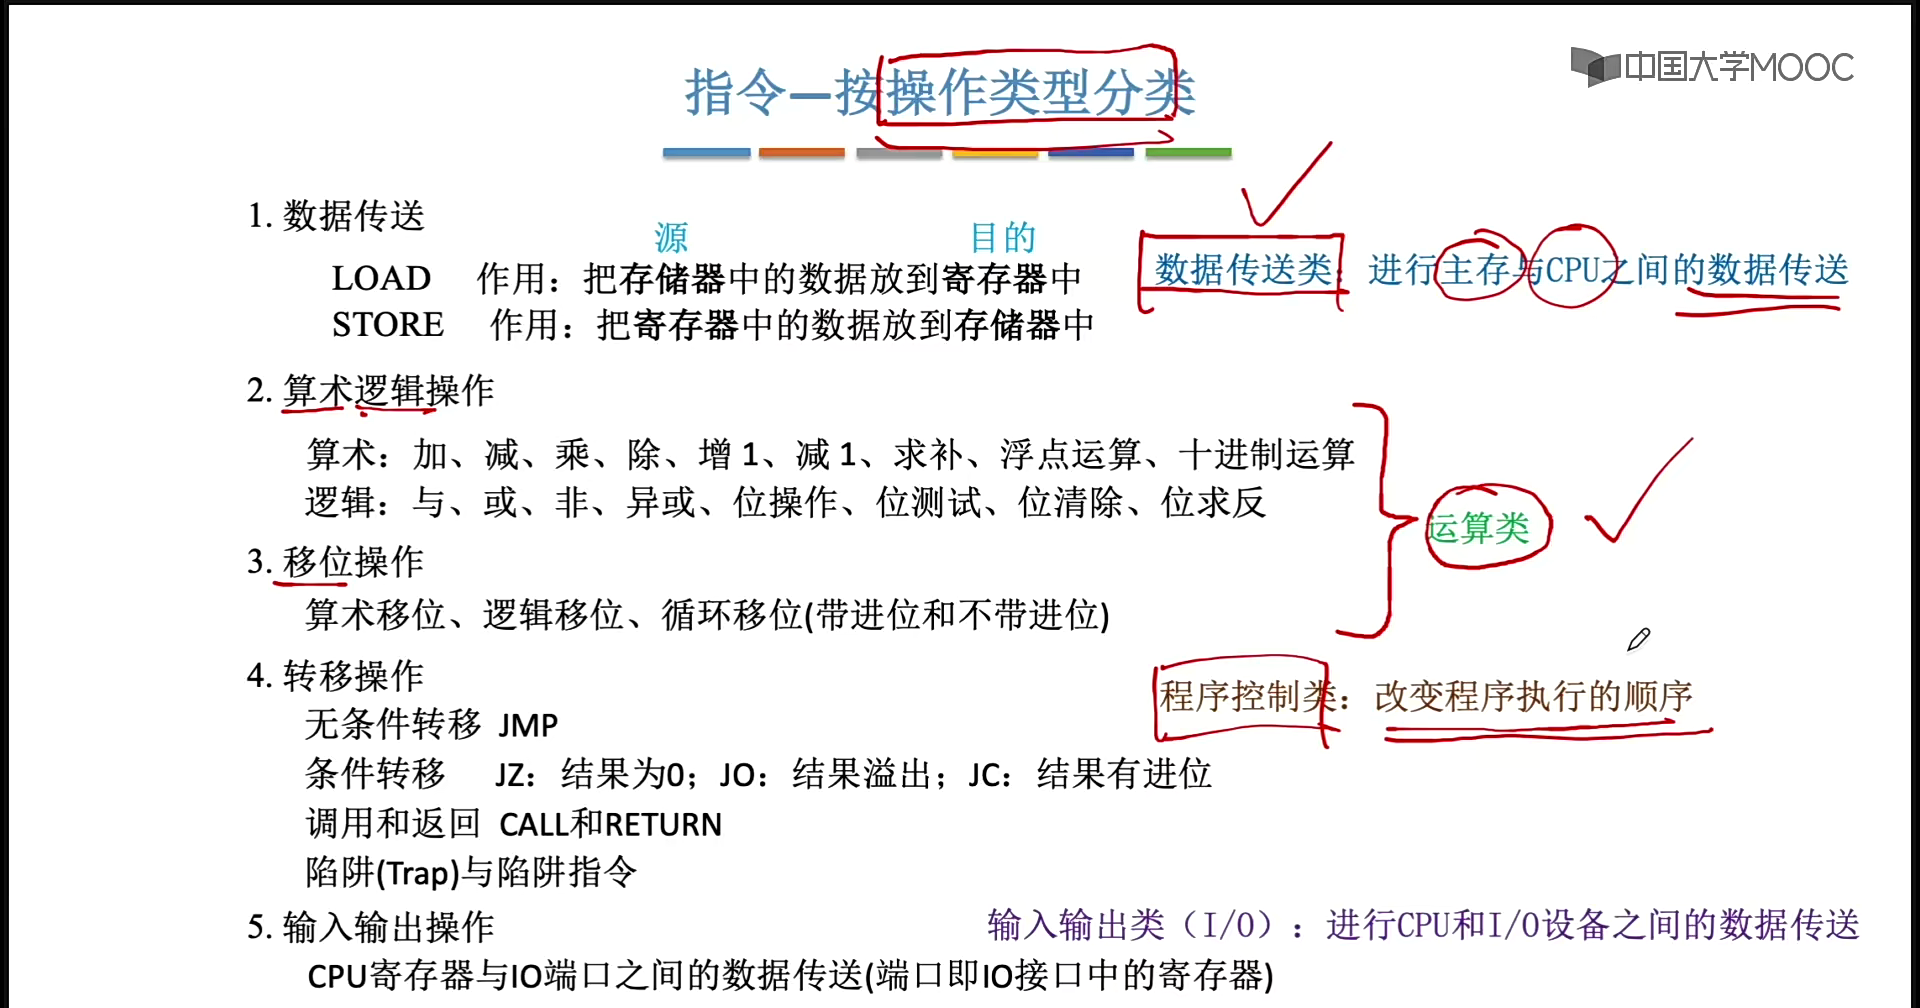 中国大学MOOC
指令—按操作类型分类
1. 数据传送
源 目的
LOAD 作用：把存储器中的数据放到寄存器中
数据传送类：进行主存与CPU之间的数据传送
STORE 作用：把寄存器中的数据放到存储器中
2. 算术逻辑操作
算术：加、减、乘、除、增 1、减 1、求补、浮点运算、十进制运算
逻辑：与、或、非、异或、位操作、位测试、位清除、位求反
运算类
3. 移位操作
算术移位、逻辑移位、循环移位(带进位和不带进位)
4. 转移操作
程序控制类：改变程序执行的顺序
无条件转移 JMP
条件转移 JZ：结果为0；JO：结果溢出；JC：结果有进位
调用和返回 CALL和RETURN
陷阱(Trap)与陷阱指令
5. 输入输出操作
输入输出类（I/O）：进行CPU和I/O设备之间的数据传送
CPU寄存器与IO端口之间的数据传送(端口即IO接口中的寄存器)